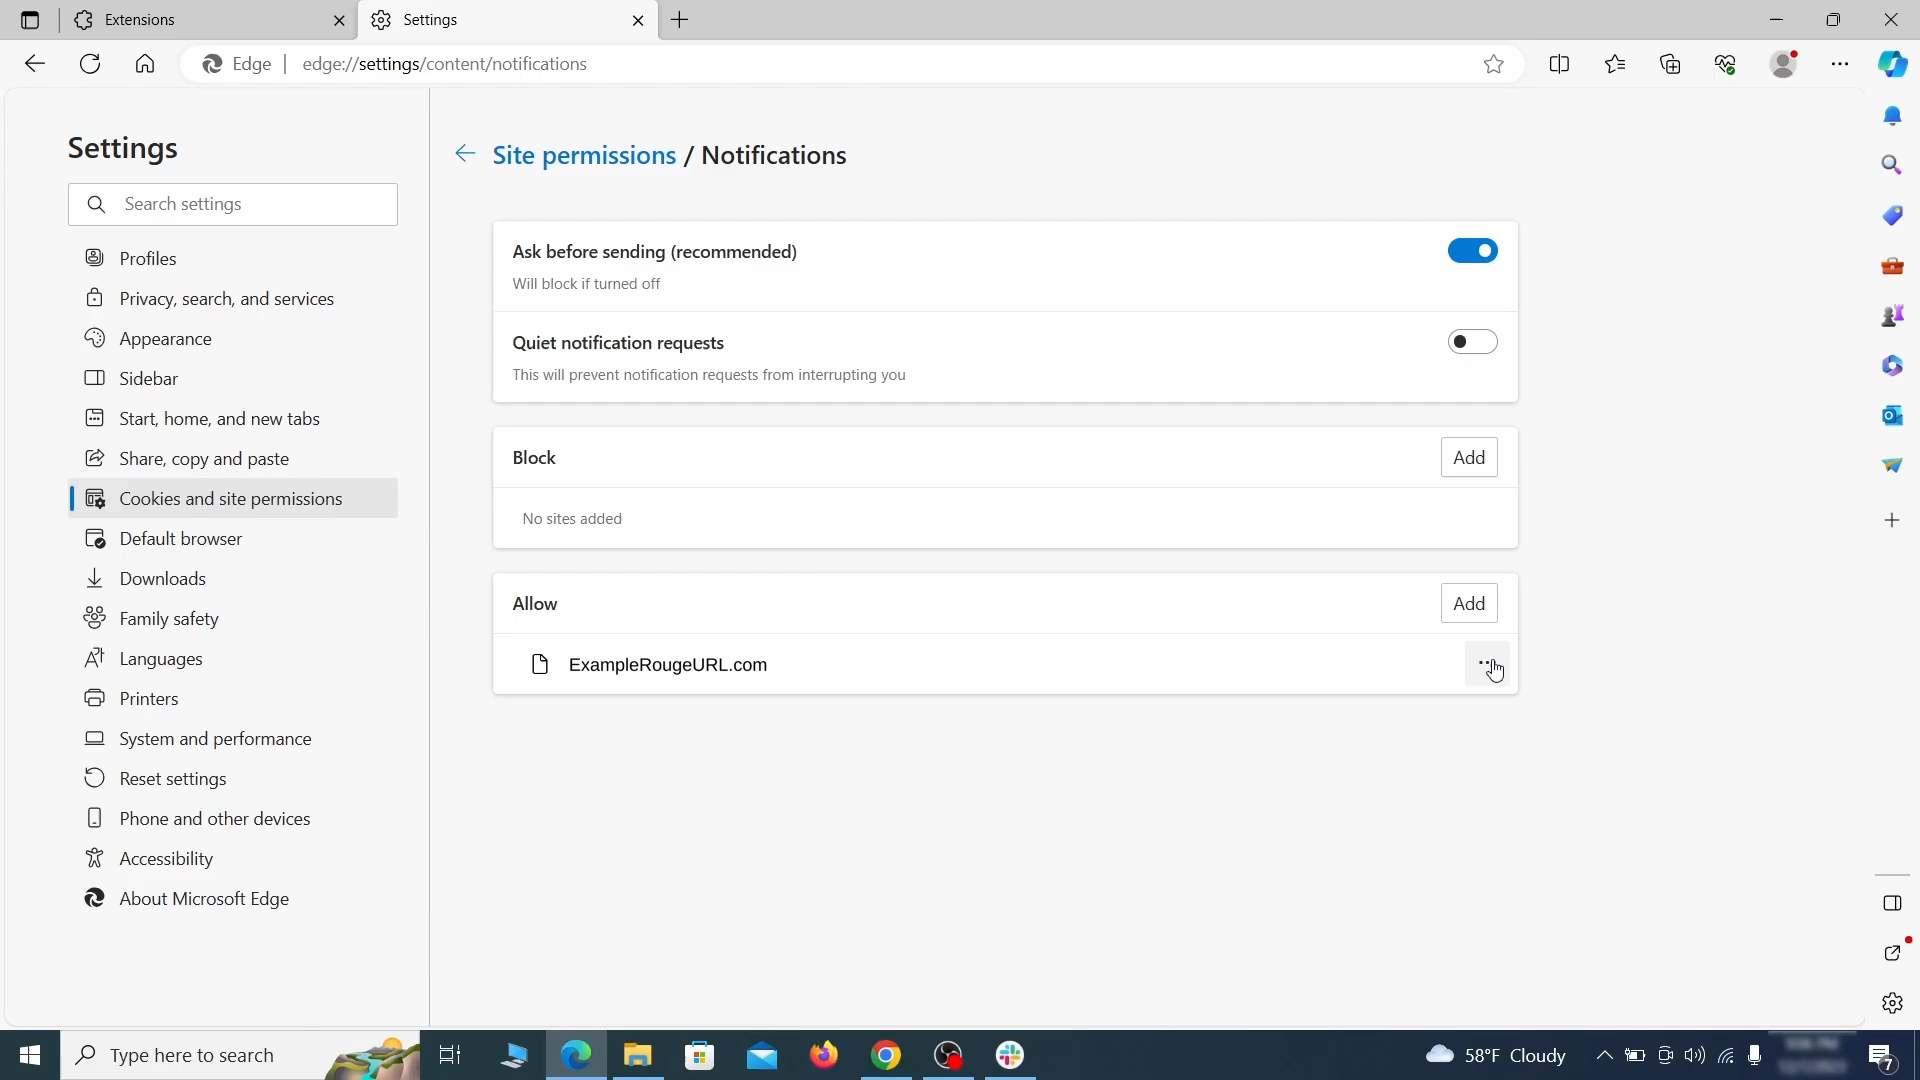 Extensions
Settings
Edge
edge://settings/content/notifications
Settings
Search settings
Profiles
Privacy, search, and services
Appearance
Sidebar
Start, home, and new tabs
Share, copy and paste
Cookies and site permissions
Default browser
Downloads
Family safety
Languages
Printers
System and performance
Reset settings
Phone and other devices
Accessibility
About Microsoft Edge
Site permissions / Notifications
Ask before sending (recommended)
Will block if turned off
Quiet notification requests
This will prevent notification requests from interrupting you
Block
Add
No sites added
Allow
Add
ExampleRougeURL.com
Type here to search
58°F Cloudy
7